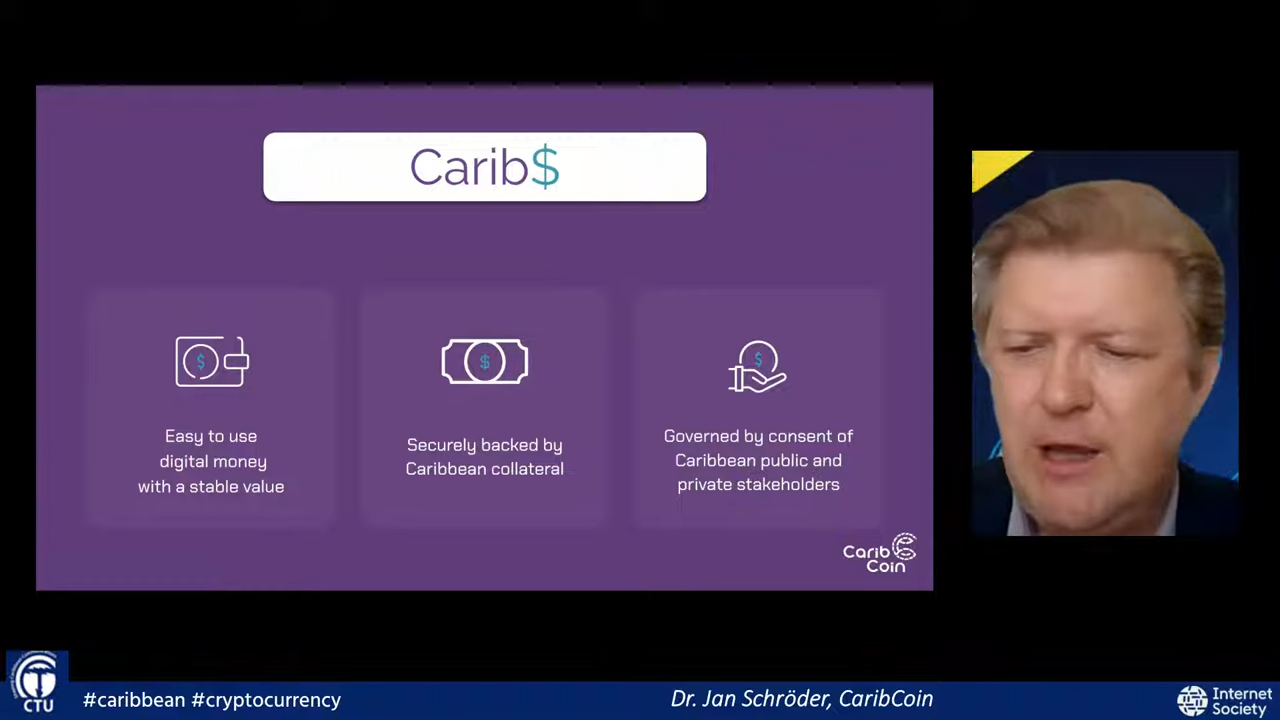 Carib$
Easy to use
digital money
with a stable value
Securely backed by
Caribbean collateral
Governed by consent of
Caribbean public and
private stakeholders
Carib
Coin
CTU
#caribbean #cryptocurrency
Dr. Jan Schröder, CaribCoin
Internet
Society